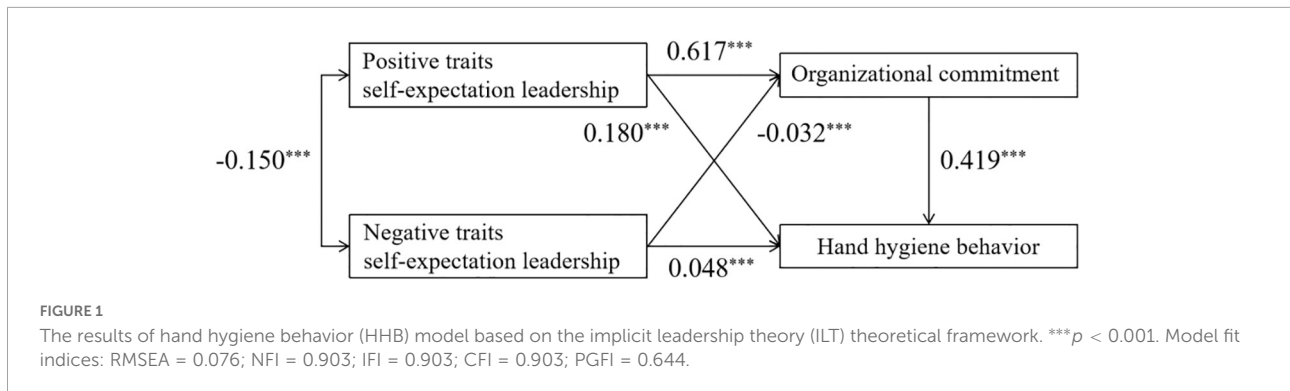 Positive traits
self-expectation leadership
0.617***
Organizational commitment
0.180***
-0.032***
-0.150***
0.419***
Negative traits
self-expectation leadership
0.048***
Hand hygiene behavior
FIGURE 1
The results of hand hygiene behavior (HHB) model based on the implicit leadership theory (ILT) theoretical framework. ***p < 0.001. Model fit
indices: RMSEA = 0.076; NFI = 0.903; IFI = 0.903; CFI = 0.903; PGFI = 0.644.